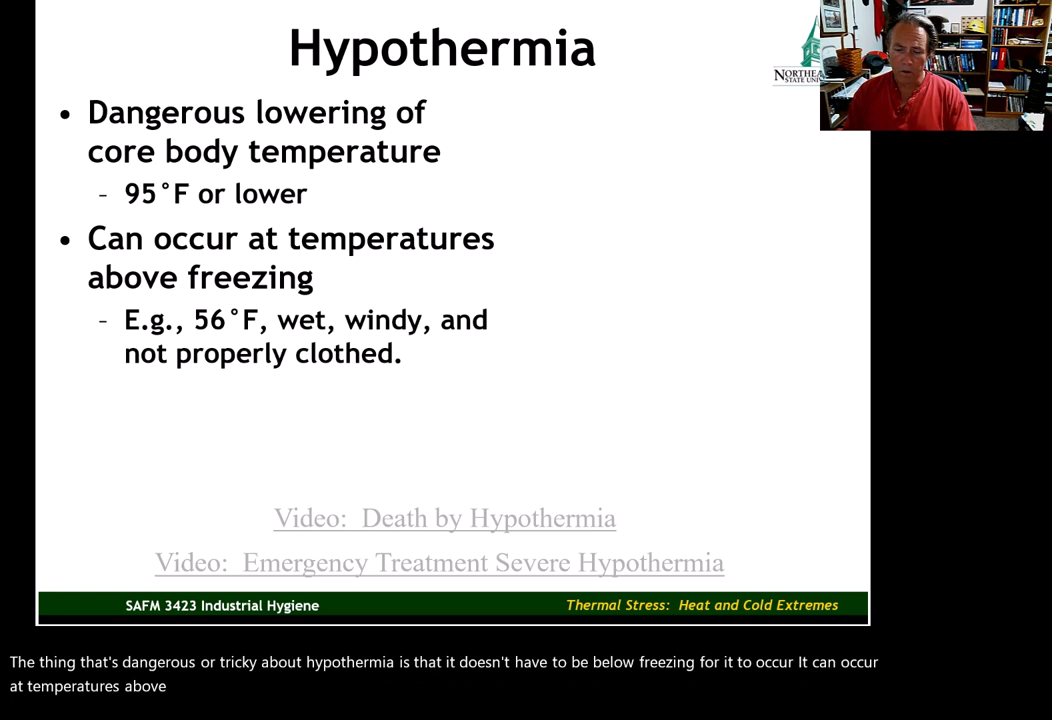 Hypothermia
NORTHEA
STATE UNI
• Dangerous lowering of
core body temperature
– 95°F or lower
• Can occur at temperatures
above freezing
– E.g., 56°F, wet, windy, and
not properly clothed.
Video:  Death by Hypothermia
Video:  Emergency Treatment Severe Hypothermia
SAFM 3423 Industrial Hygiene
Thermal Stress:  Heat and Cold Extremes
The thing that's dangerous or tricky about hypothermia is that it doesn't have to be below freezing for it to occur It can occur
at temperatures above